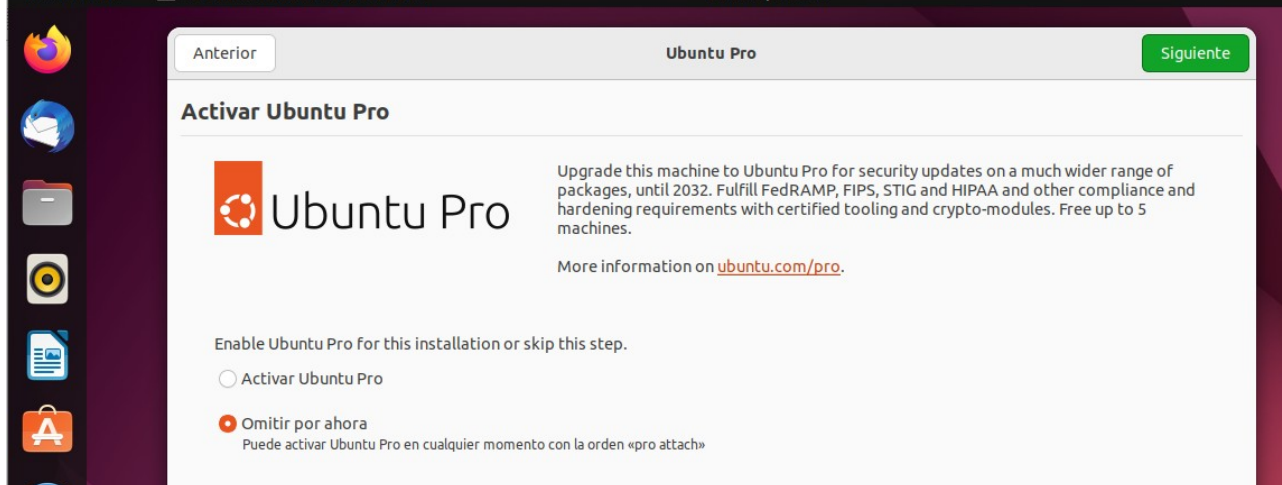 Anterior
Ubuntu Pro
Siguiente
Activar Ubuntu Pro
Ubuntu Pro
Upgrade this machine to Ubuntu Pro for security updates on a much wider range of
packages, until 2032. Fulfill FedRAMP, FIPS, STIG and HIPAA and other compliance and
hardening requirements with certified tooling and crypto-modules. Free up to 5
machines.
More information on ubuntu.com/pro.
Enable Ubuntu Pro for this installation or skip this step.
Activar Ubuntu Pro
Omitir por ahora
Puede activar Ubuntu Pro en cualquier momento con la orden «pro attach»